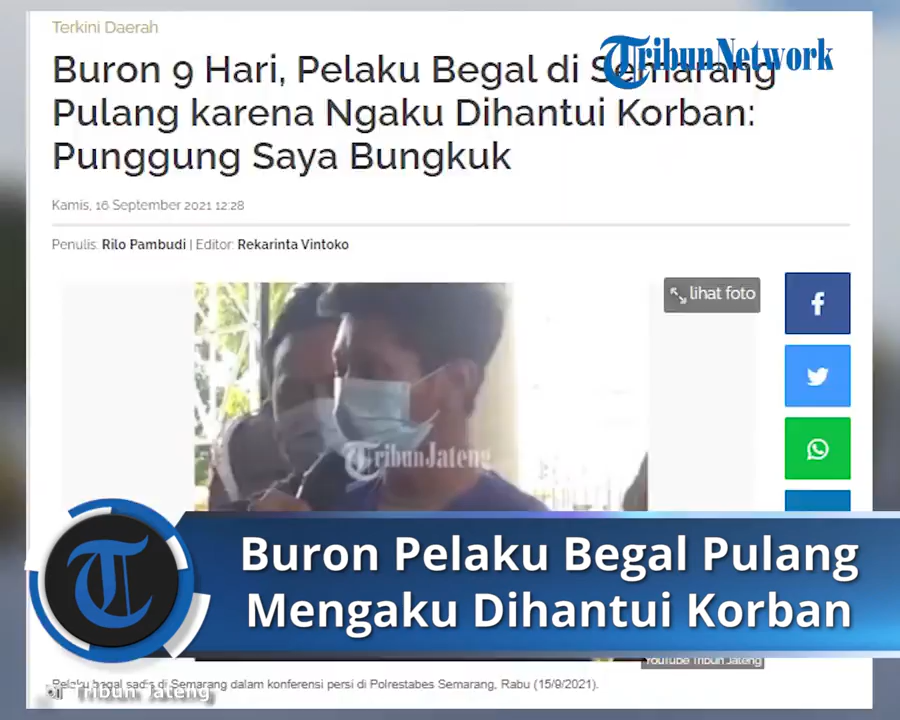 Terkini Daerah
TribunNetwork
Buron 9 Hari, Pelaku Begal di Semarang
Pulang karena Ngaku Dihantui Korban:
Punggung Saya Bungkuk
Kamis, 16 September 2021 12:28
Penulis: Rilo Pambudi | Editor: Rekarinta Vintoko
lihat foto
TribunJateng
Buron Pelaku Begal Pulang
Mengaku Dihantui Korban
YouTube Tribun Jateng
Pelaku begal sadis di Semarang dalam konferensi persi di Polrestabes Semarang, Rabu (15/9/2021).
Tribun Jateng